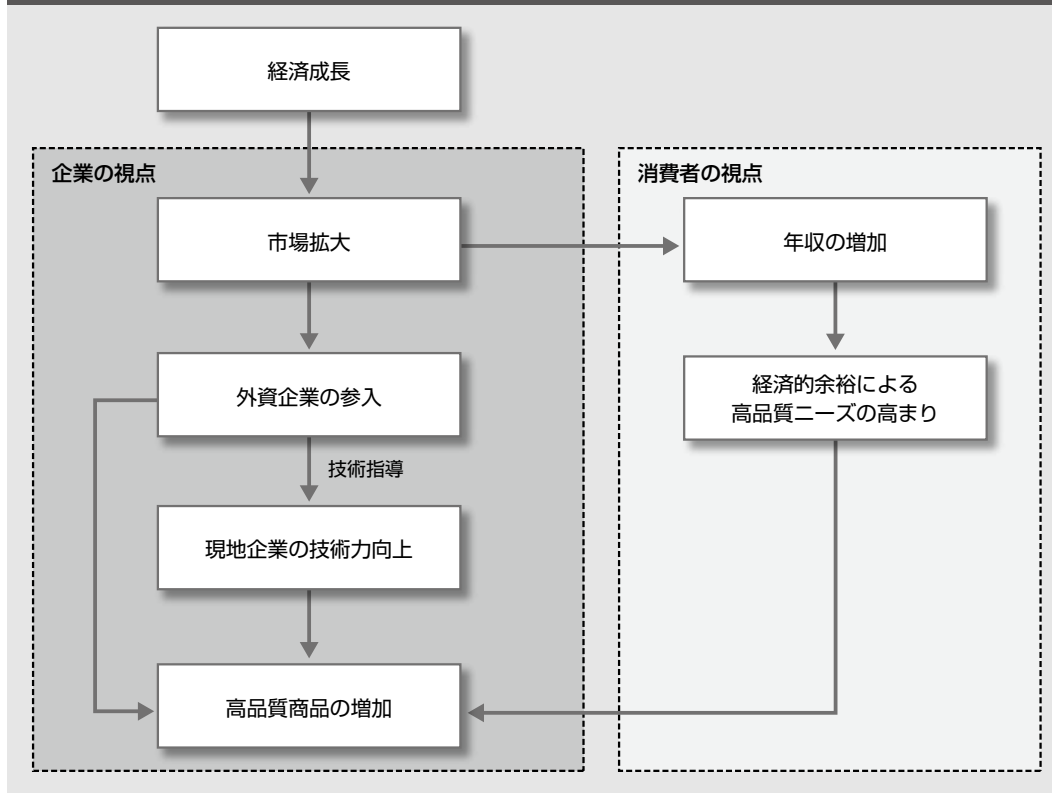 経済成長
企業の視点
消費者の視点
市場拡大
年収の増加
外資企業の参入
経済的余裕による
高品質ニーズの高まり
技術指導
現地企業の技術力向上
高品質商品の増加